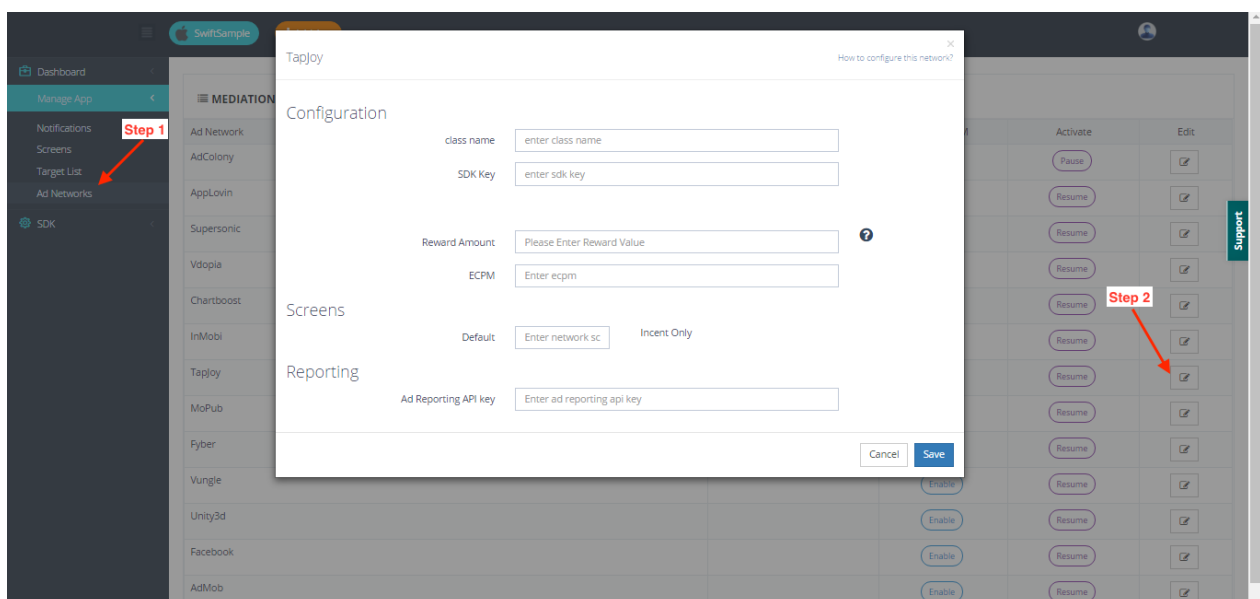 SwiftSample
Dashboard
Manage App
Notifications
Screens
Target List
Ad Networks
SDK
Step 1
MEDIATION
Ad Network
Activate
Edit
AdColony
Pause
AppLovin
Resume
Supersonic
Resume
Vdopia
Resume
Chartboost
Resume
InMobi
Resume
TapJoy
Resume
MoPub
Resume
Fyber
Resume
Vungle
Enable
Resume
Unity3d
Enable
Resume
Facebook
Enable
Resume
AdMob
Enable
Resume
Step 2
Support
TapJoy
×
How to configure this network?
Configuration
class name
enter class name
SDK Key
enter sdk key
Reward Amount
Please Enter Reward Value
ECPM
Enter ecpm
Screens
Default
Enter network sc
Incent Only
Reporting
Ad Reporting API key
Enter ad reporting api key
Cancel
Save